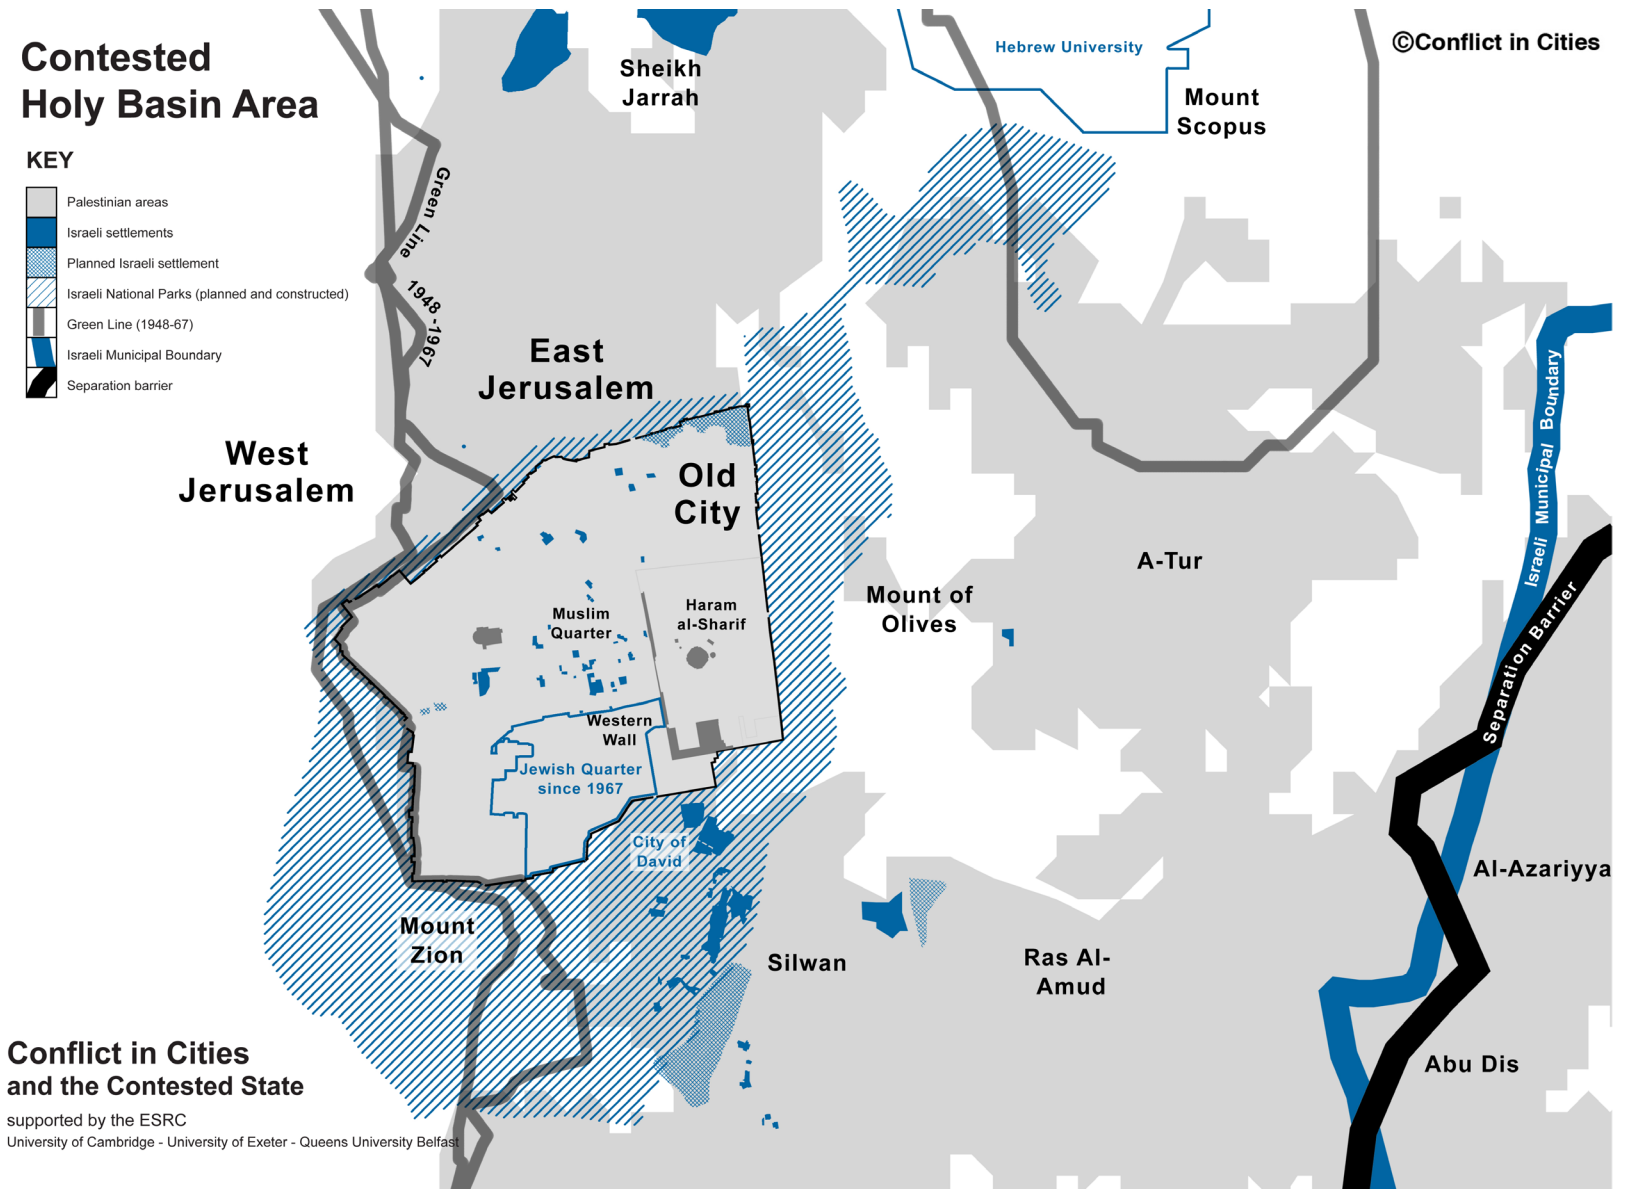 Contested
Holy Basin Area
©Conflict in Cities
KEY
Palestinian areas
Israeli settlements
Planned Israeli settlement
Israeli National Parks (planned and constructed)
Green Line (1948-67)
Israeli Municipal Boundary
Separation barrier
Sheikh
Jarrah
Hebrew University
Mount
Scopus
Green Line
1948 -1967
East
Jerusalem
West
Jerusalem
Old
City
Israeli Municipal Boundary
A-Tur
Mount of
Olives
Muslim
Quarter
Haram
al-Sharif
Separation Barrier
Western
Wall
Jewish Quarter
since 1967
City of
David
Al-Azariyya
Mount
Zion
Silwan
Ras Al-
Amud
Abu Dis
Conflict in Cities
and the Contested State
supported by the ESRC
University of Cambridge - University of Exeter - Queens University Belfast